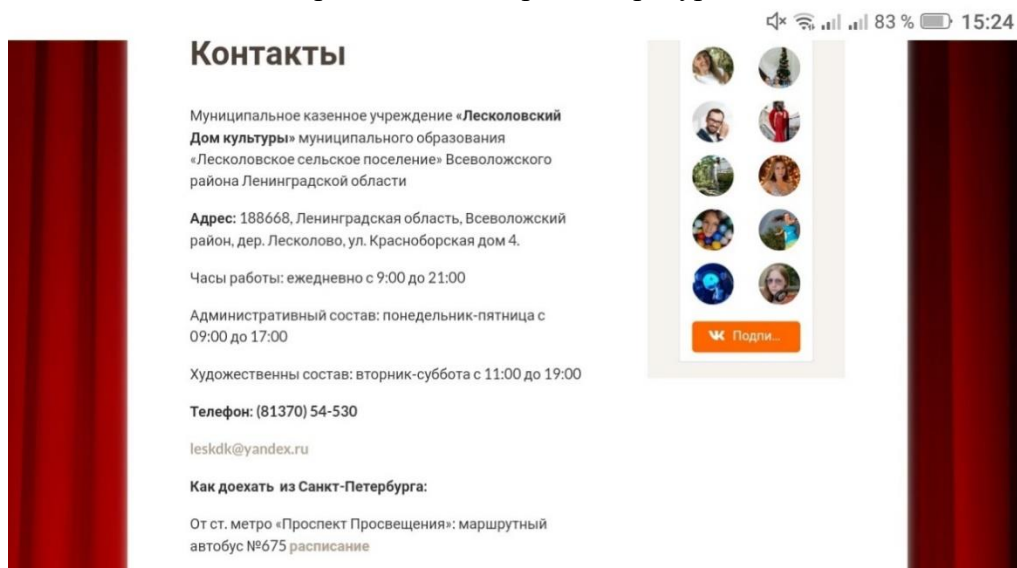 83 % 15:24
Контакты
Муниципальное казенное учреждение «Лесколовский
Дом культуры» муниципального образования
«Лесколовское сельское поселение» Всеволожского
района Ленинградской области
Адрес: 188668, Ленинградская область, Всеволожский
район, дер. Лесколово, ул. Красноборская дом 4.
Часы работы: ежедневно с 9:00 до 21:00
Административный состав: понедельник-пятница с
09:00 до 17:00
Художественны состав: вторник-суббота с 11:00 до 19:00
Телефон: (81370) 54-530
leskdk@yandex.ru
Как доехать из Санкт-Петербурга:
От ст. метро «Проспект Просвещения»: маршрутный
автобус №675 расписание
Подпи...